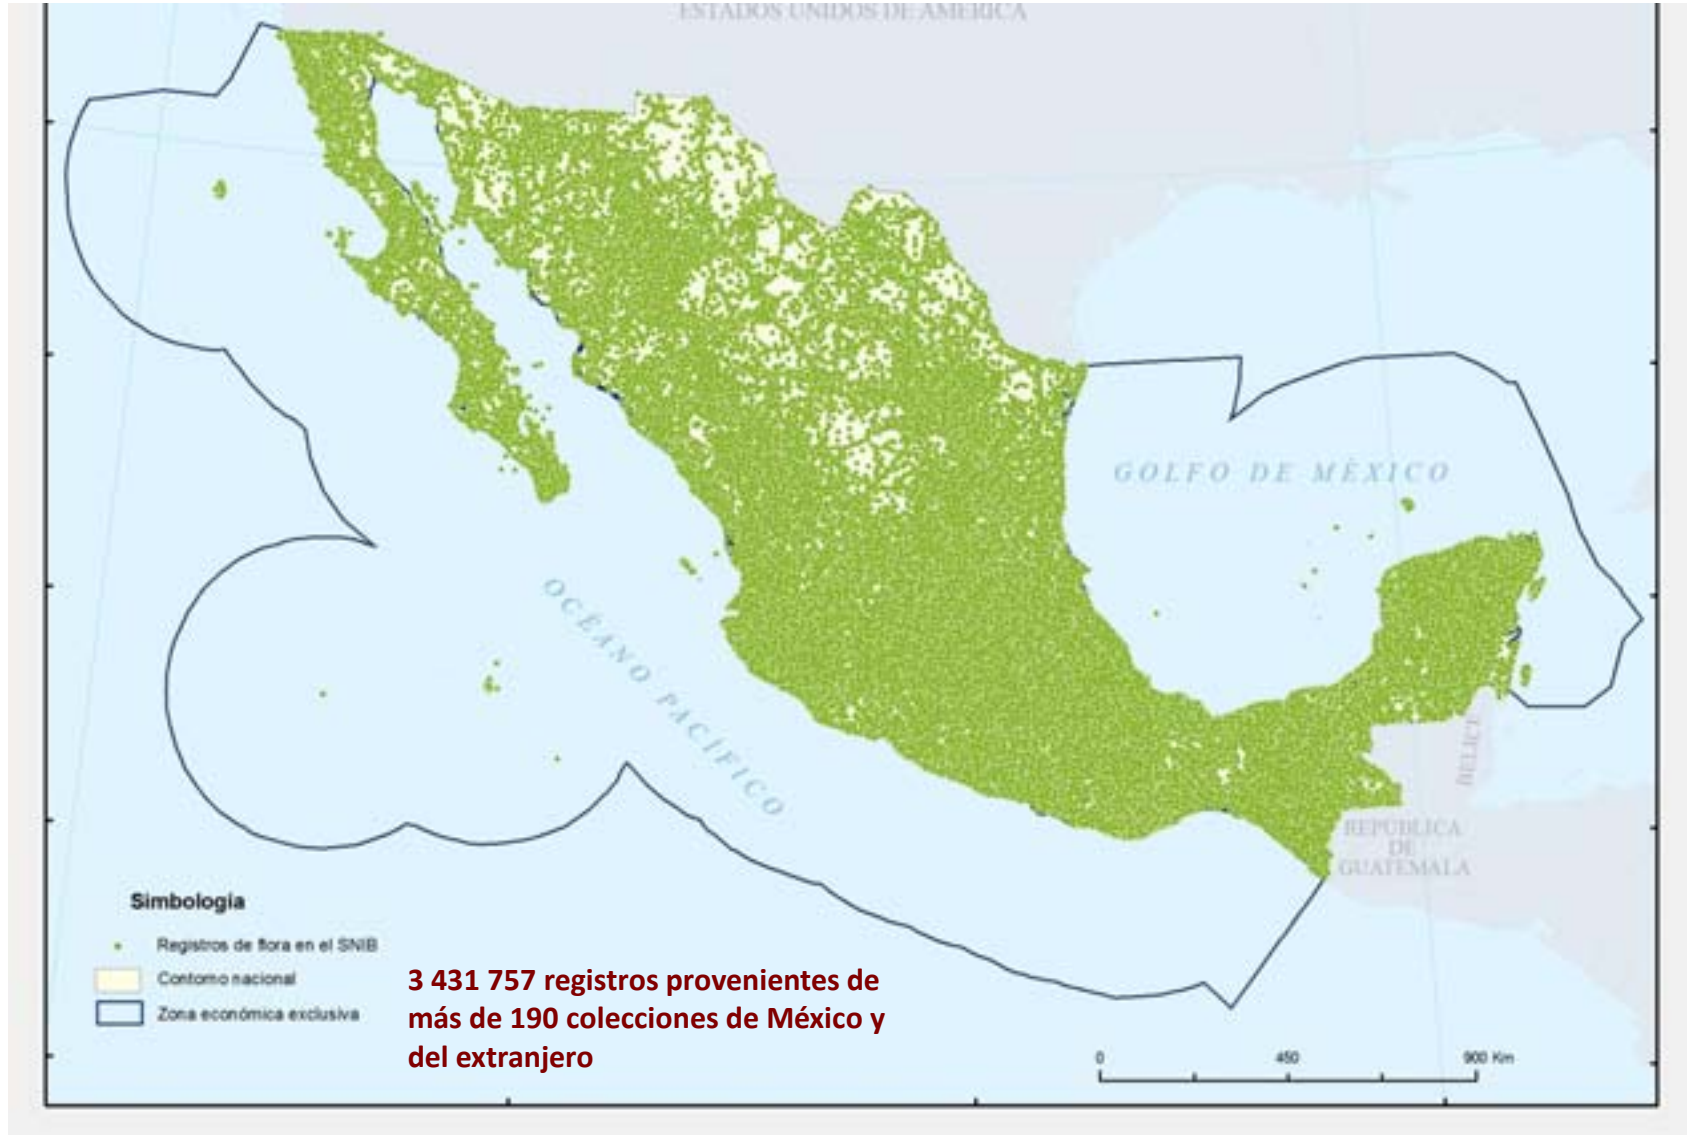 ESTADOS UNIDOS DE AMÉRICA
GOLFO DE MÉXICO
OCÉANO PACÍFICO
BELICE
REPÚBLICA
DE
GUATEMALA
Simbología
Registros de flora en el SNIB
Contorno nacional
Zona económica exclusiva
3 431 757 registros provenientes de
más de 190 colecciones de México y
del extranjero
0 450 900 Km